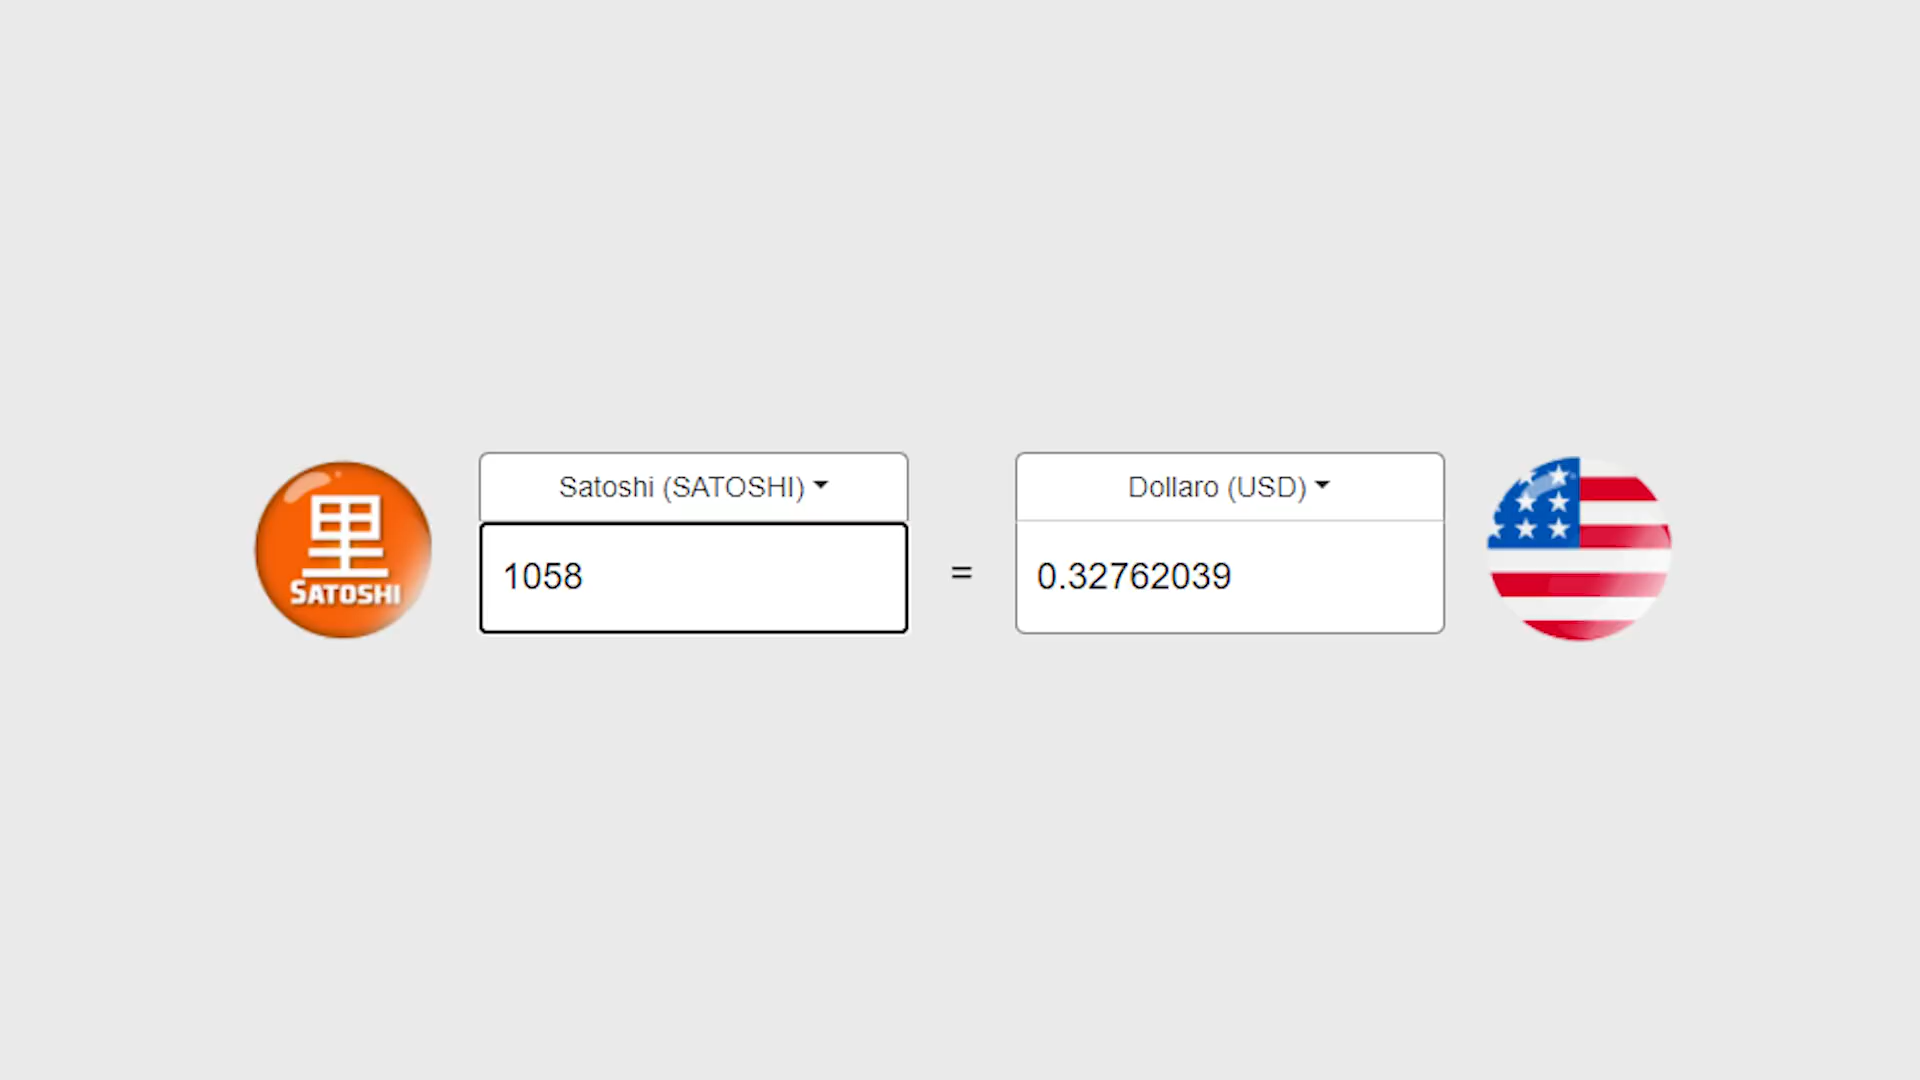 里
SATOSHI
Satoshi (SATOSHI)
1058
=
Dollaro (USD)
0.32762039